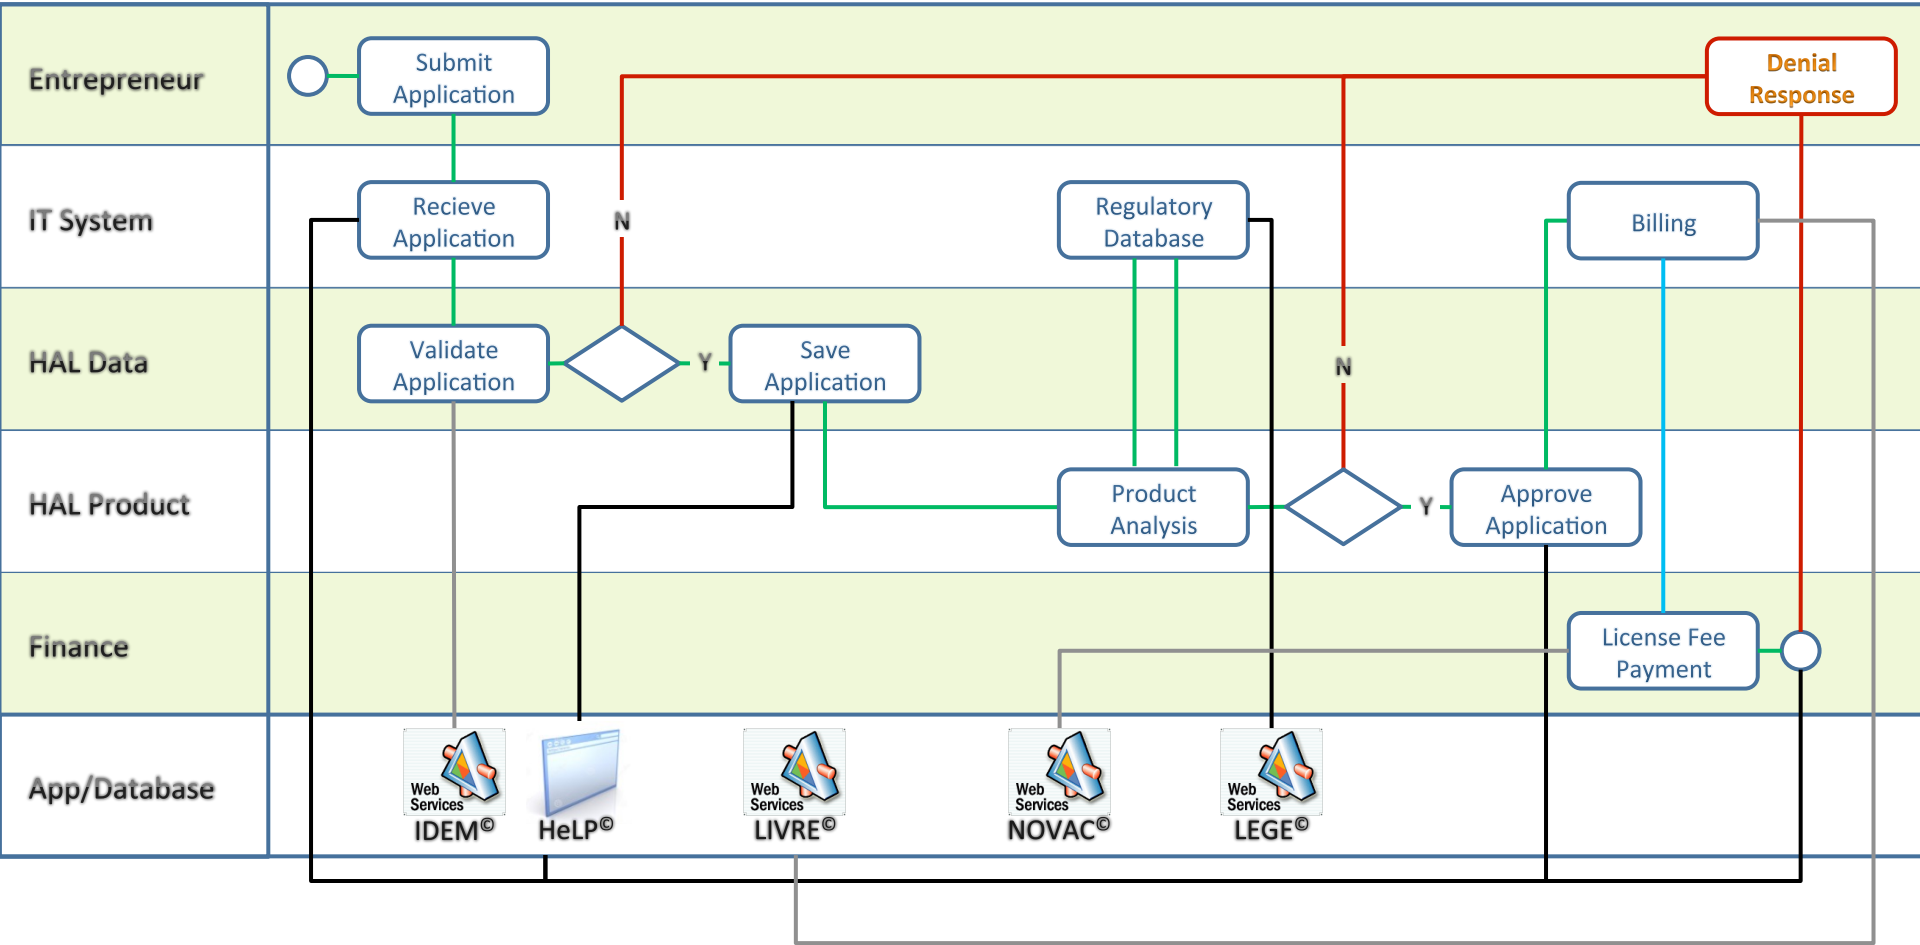 Entrepreneur
Submit
Application
Denial
Response
IT System
Recieve
Application
N
Regulatory
Database
Billing
HAL Data
Validate
Application
Y
Save
Application
N
HAL Product
Product
Analysis
Y
Approve
Application
Finance
License Fee
Payment
App/Database
Web
Services
IDEM©
HeLP©
Web
Services
LIVRE©
Web
Services
NOVAC©
Web
Services
LEGE©